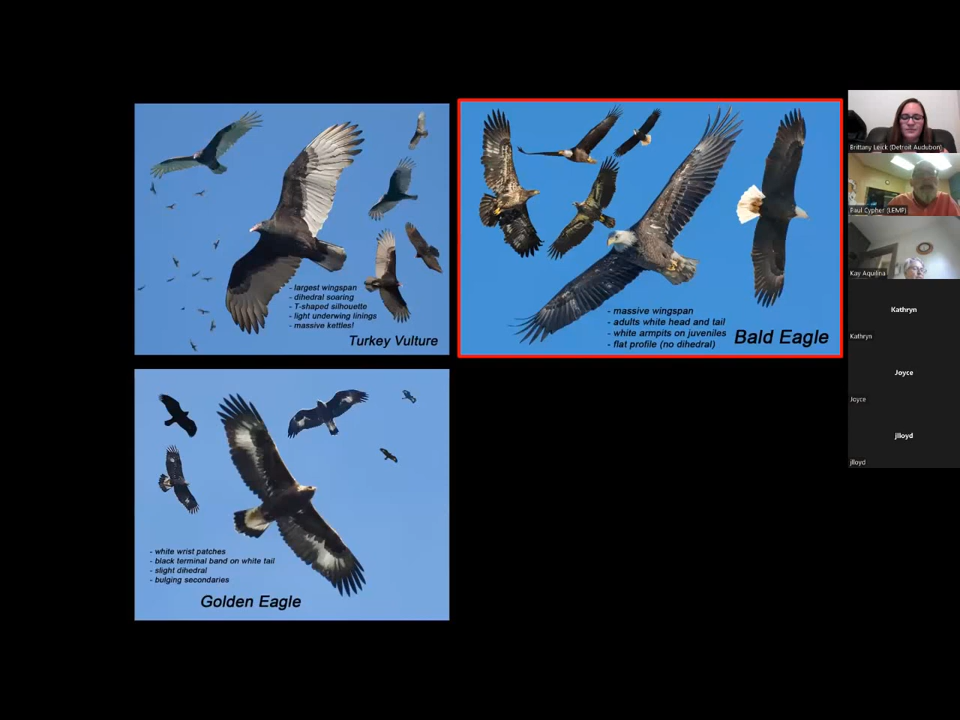 - largest wingspan
- dihedral soaring
- T-shaped silhouette
- light underwing linings
- massive kettles!
Turkey Vulture
- massive wingspan
- adults white head and tail
- white armpits on juveniles
- flat profile (no dihedral)
Bald Eagle
- white wrist patches
- black terminal band on white tail
- slight dihedral
- bulging secondaries
Golden Eagle
Brittany Leick (Detroit Audubon)
Paul Cypher (LEMF)
Kay Aquilina
Kathryn
Kathryn
Joyce
Joyce
jlloyd
jlloyd